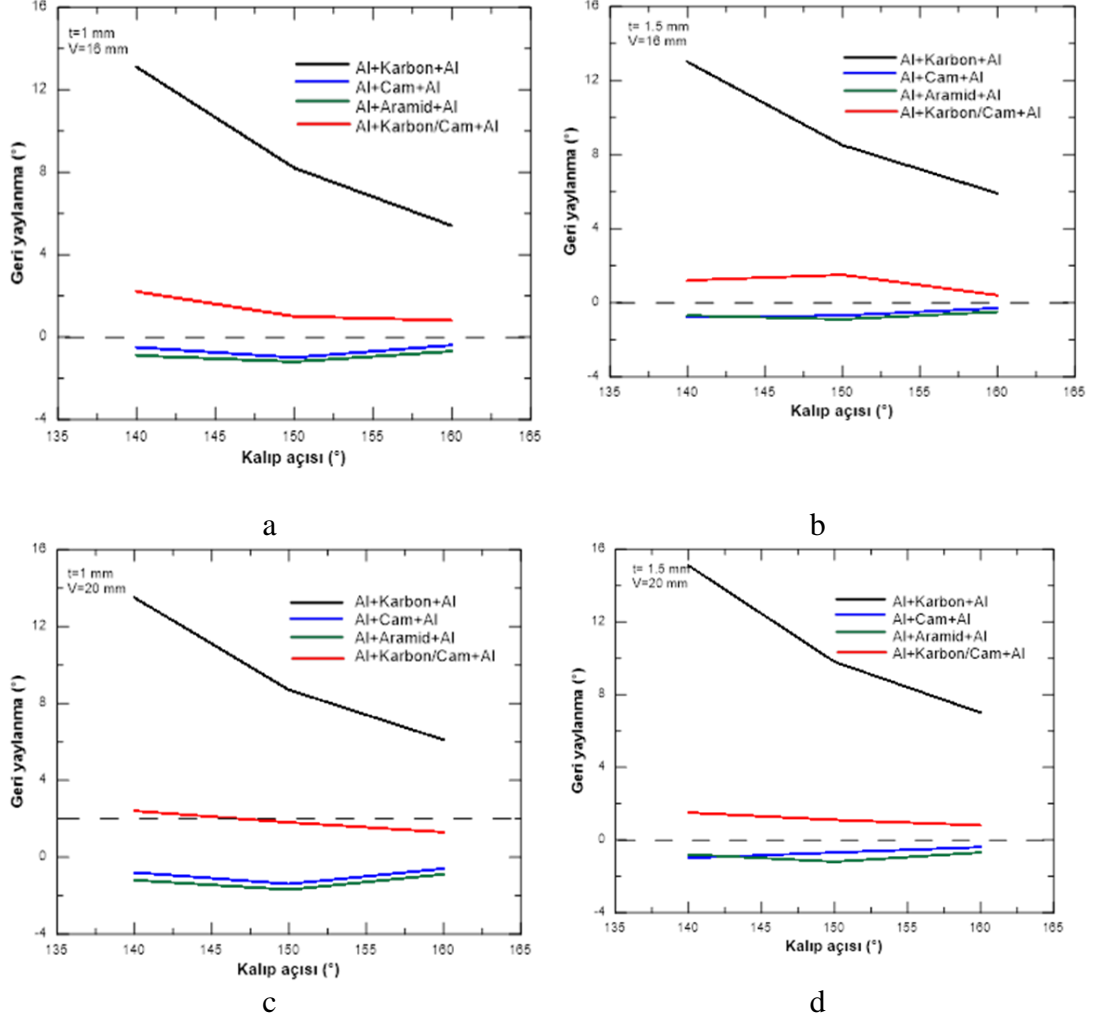 16
12
8
4
0
-4
Geri yaylanma (°)
t=1 mm
V=16 mm
Al+Karbon+Al
Al+Cam+Al
Al+Aramid+Al
Al+Karbon/Cam+Al
135 140 145 150 155 160 165
Kalıp açısı (°)
a
16
12
8
4
0
-4
Geri yaylanma (°)
t= 1.5 mm
V=16 mm
Al+Karbon+Al
Al+Cam+Al
Al+Aramid+Al
Al+Karbon/Cam+Al
135 140 145 150 155 160 165
Kalıp açısı (°)
b
16
12
8
4
0
-4
Geri yaylanma (°)
t=1 mm
V=20 mm
Al+Karbon+Al
Al+Cam+Al
Al+Aramid+Al
Al+Karbon/Cam+Al
135 140 145 150 155 160 165
Kalıp açısı (°)
c
16
12
8
4
0
-4
Geri yaylanma (°)
t= 1.5 mm
V=20 mm
Al+Karbon+Al
Al+Cam+Al
Al+Aramid+Al
Al+Karbon/Cam+Al
135 140 145 150 155 160 165
Kalıp açısı (°)
d